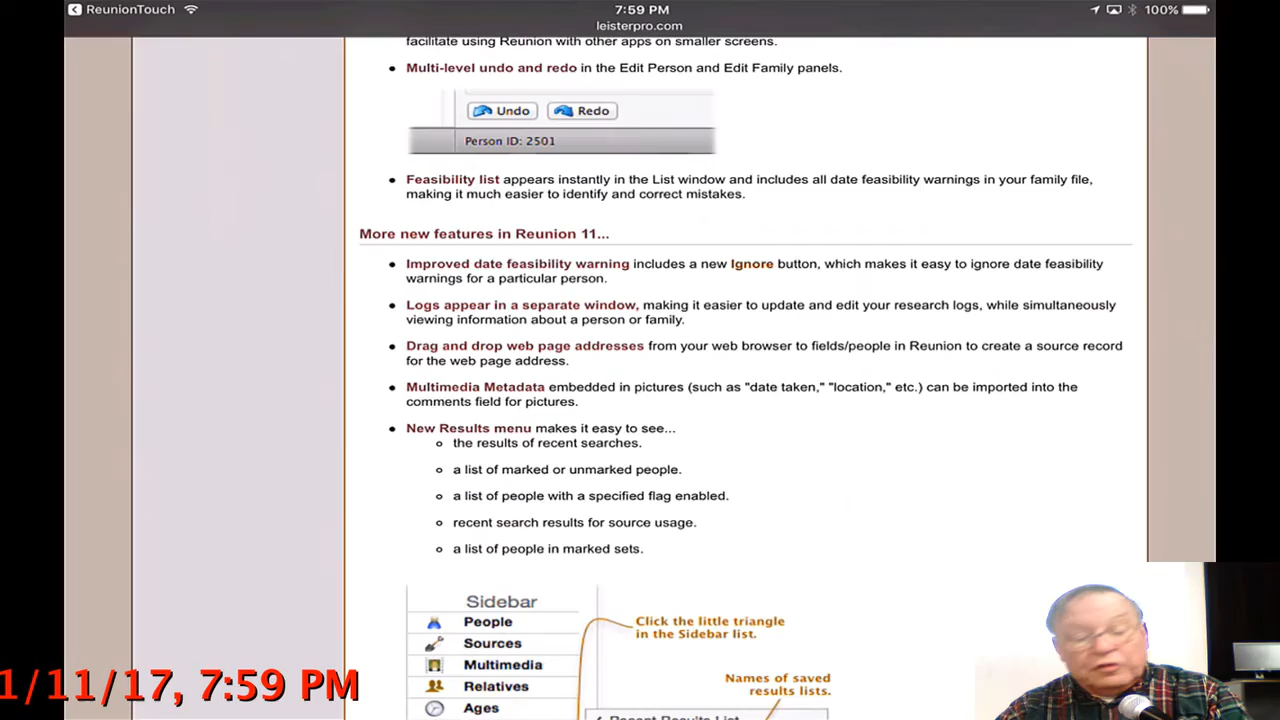 ReunionTouch
7:59 PM
100%
leisterpro.com
facilitate using Reunion with other apps on smaller screens.
• Multi-level undo and redo in the Edit Person and Edit Family panels.
Undo Redo
Person ID: 2501
• Feasibility list appears instantly in the List window and includes all date feasibility warnings in your family file,
making it much easier to identify and correct mistakes.
More new features in Reunion 11...
• Improved date feasibility warning includes a new Ignore button, which makes it easy to ignore date feasibility
warnings for a particular person.
• Logs appear in a separate window, making it easier to update and edit your research logs, while simultaneously
viewing information about a person or family.
• Drag and drop web page addresses from your web browser to fields/people in Reunion to create a source record
for the web page address.
• Multimedia Metadata embedded in pictures (such as "date taken," "location," etc.) can be imported into the
comments field for pictures.
• New Results menu makes it easy to see...
the results of recent searches.
a list of marked or unmarked people.
a list of people with a specified flag enabled.
recent search results for source usage.
a list of people in marked sets.
Sidebar
People
Sources
Multimedia
Relatives
Ages
Click the little triangle
in the Sidebar list.
Names of saved
results lists.
Recent Results List
1/11/17, 7:59 PM